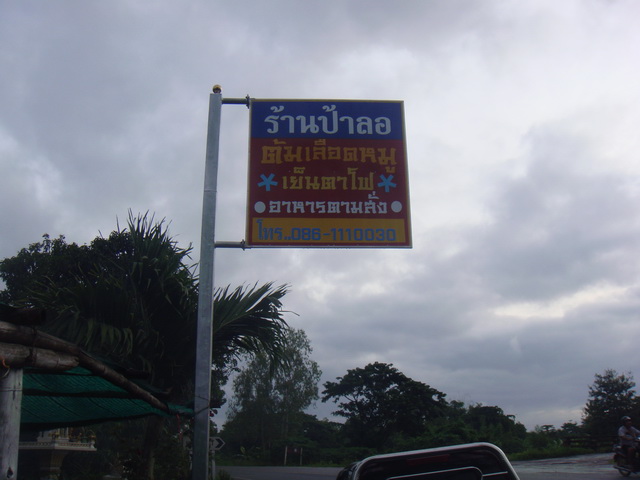 ร้านป้าลอ
ต้มเลือดหมู
เย็นตาโฟ
อาหารตามสั่ง
โทร..086-1110030